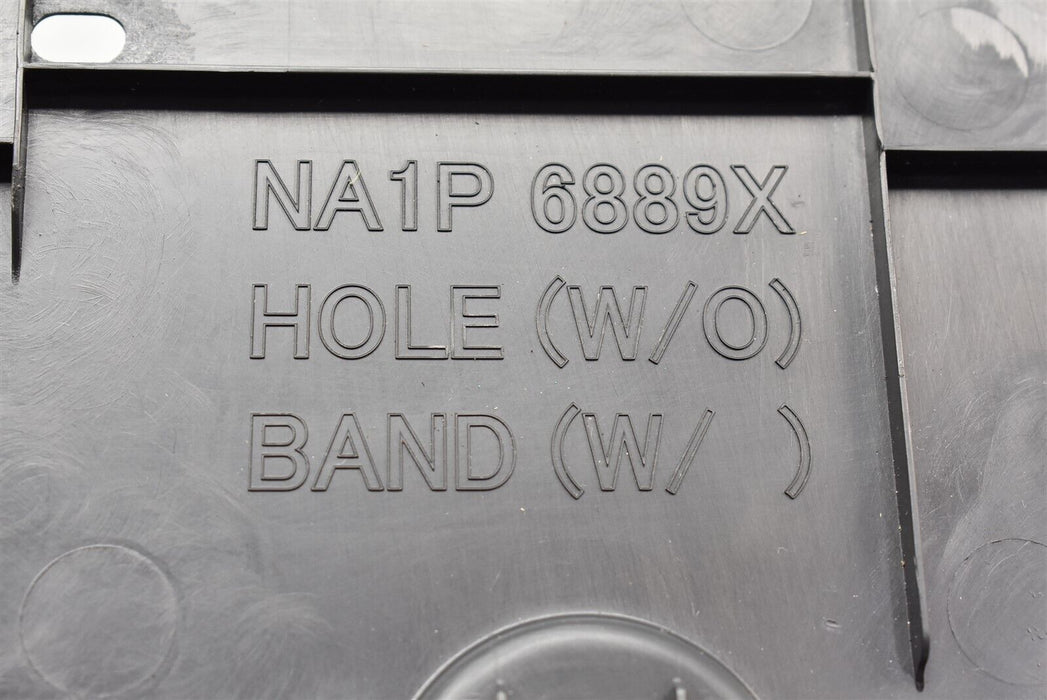 NA1P 6889X
HOLE (W/O)
BAND (W/ )